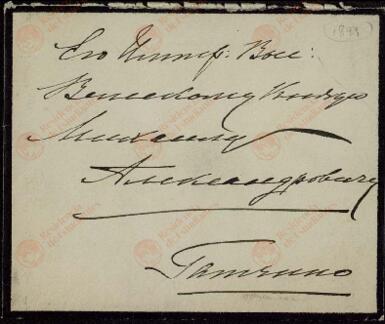 1899
Его Импер: Выс:
Великому Князю
Михаилу
Александровичу
Гатчино